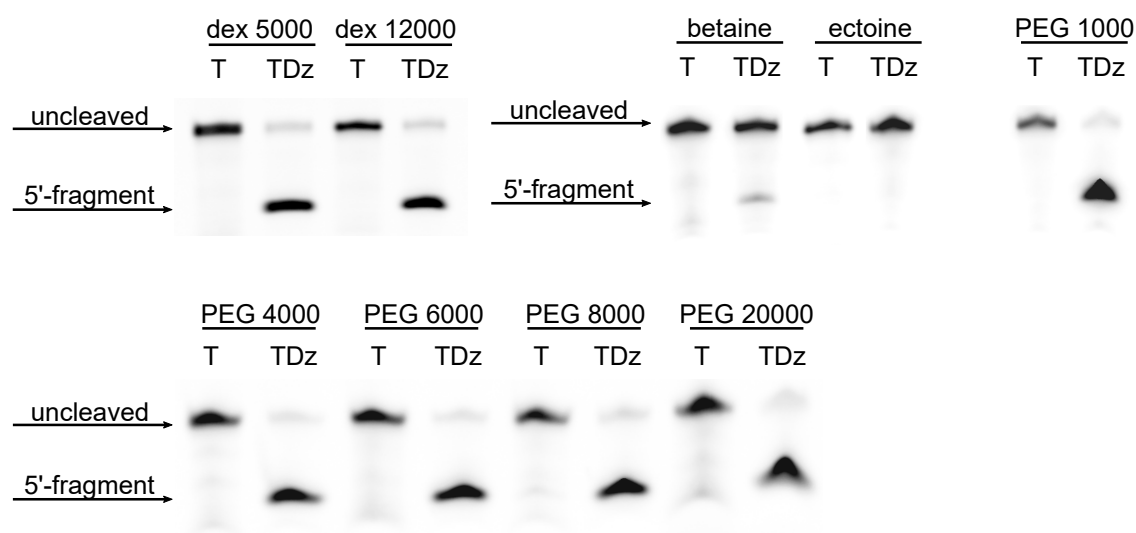 dex 5000 dex 12000 betaine ectoine PEG 1000
T TDz T TDz T TDz T TDz T TDz
uncleaved uncleaved
5'-fragment 5'-fragment
PEG 4000 PEG 6000 PEG 8000 PEG 20000
T TDz T TDz T TDz T TDz
uncleaved
5'-fragment